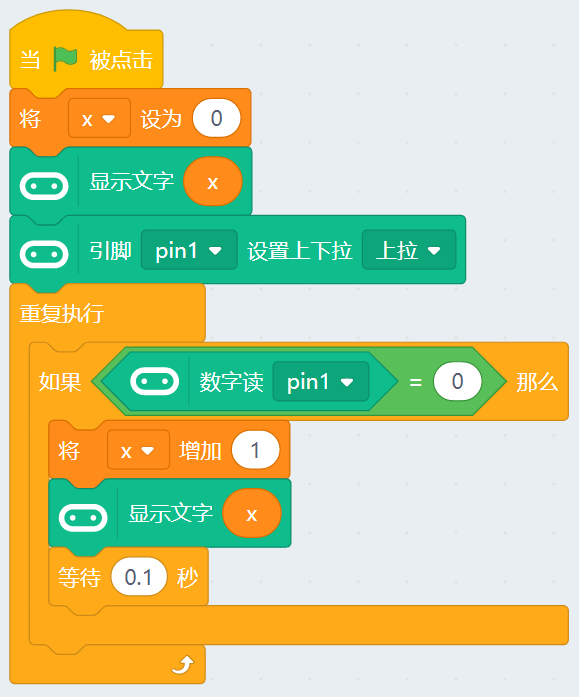 当 被点击
将 x 设为 0
显示文字 x
引脚 pin1 设置上下拉 上拉
重复执行
如果 数字读 pin1 = 0 那么
将 x 增加 1
显示文字 x
等待 0.1 秒